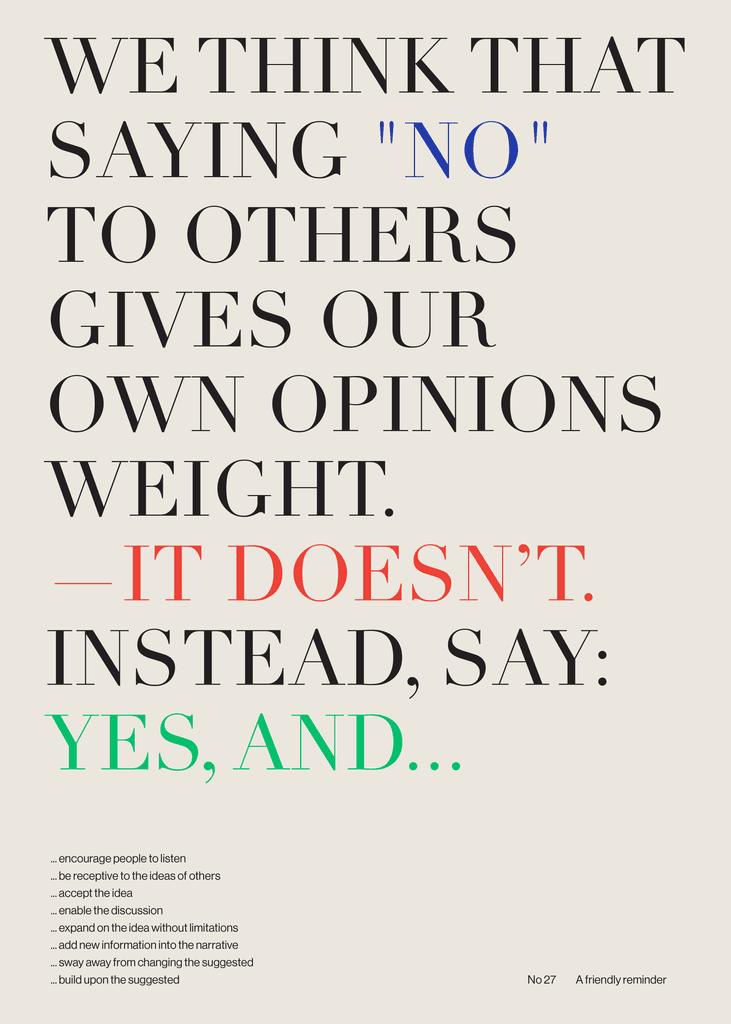 WE THINK THAT
SAYING "NO"
TO OTHERS
GIVES OUR
OWN OPINIONS
WEIGHT.
—IT DOESN’T.
INSTEAD, SAY:
YES, AND...
... encourage people to listen
... be receptive to the ideas of others
... accept the idea
... enable the discussion
... expand on the idea without limitations
... add new information into the narrative
... sway away from changing the suggested
... build upon the suggested
No 27 A friendly reminder